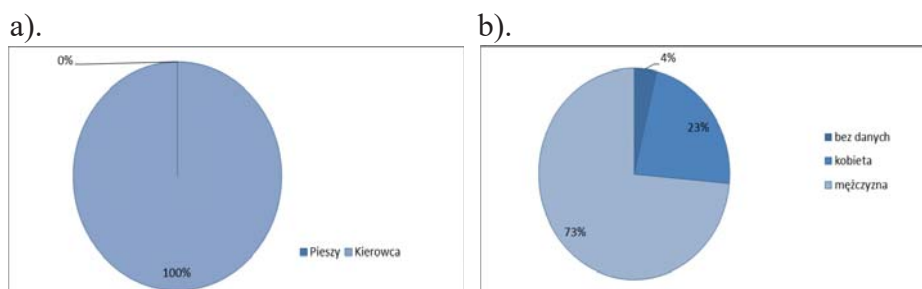 a).
0%
100%
Pieszy Kierowca
b).
4%
23%
73%
bez danych
kobieta
mężczyzna